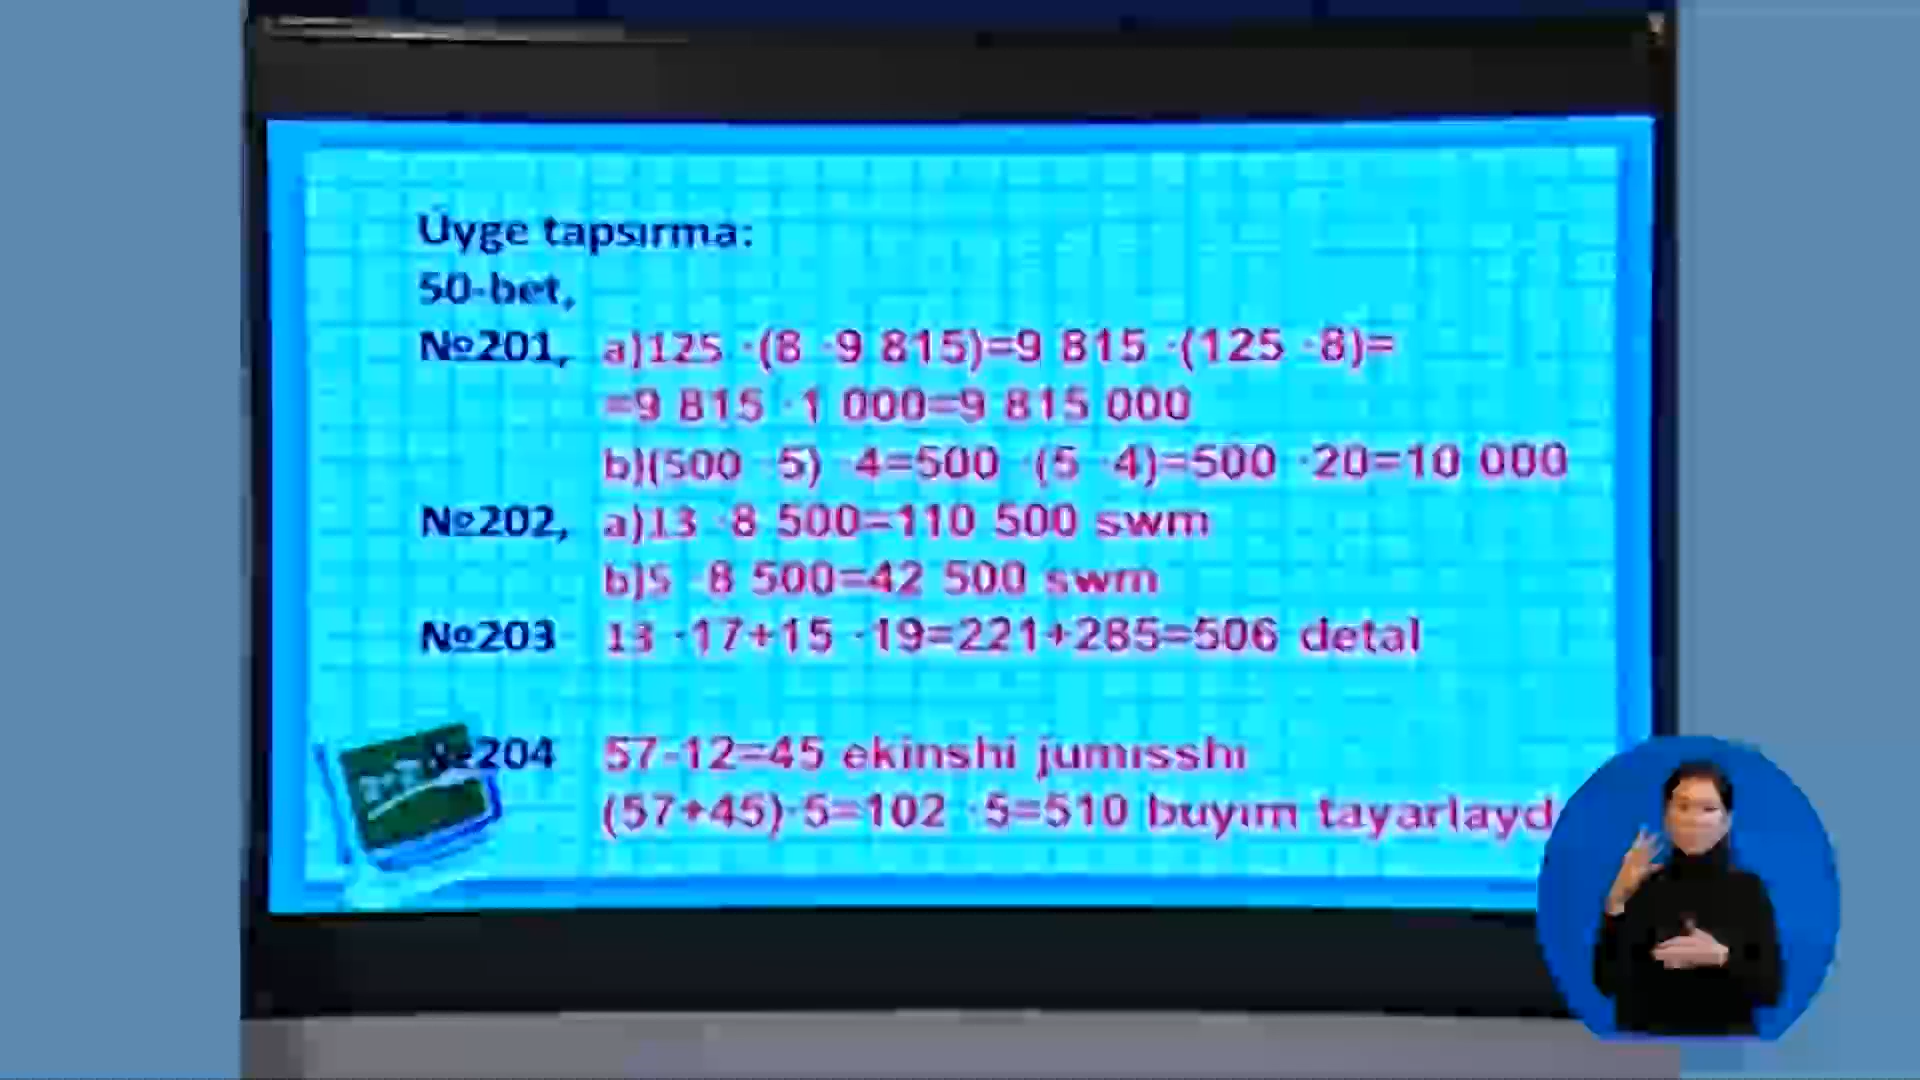 Úyge tapsırma:
50-bet,
№201, a)125 ·(8 ·9 815)=9 815 ·(125 ·8)=
=9 815 ·1 000=9 815 000
b)(500 ·5) ·4=500 ·(5 ·4)=500 ·20=10 000
№202, a)13 ·8 500=110 500 swm
b)5 ·8 500=42 500 swm
№203 13 ·17+15 ·19=221+285=506 detal
№204 57-12=45 ekinshi jumısshı
(57+45)·5=102 ·5=510 buyım tayarlayd